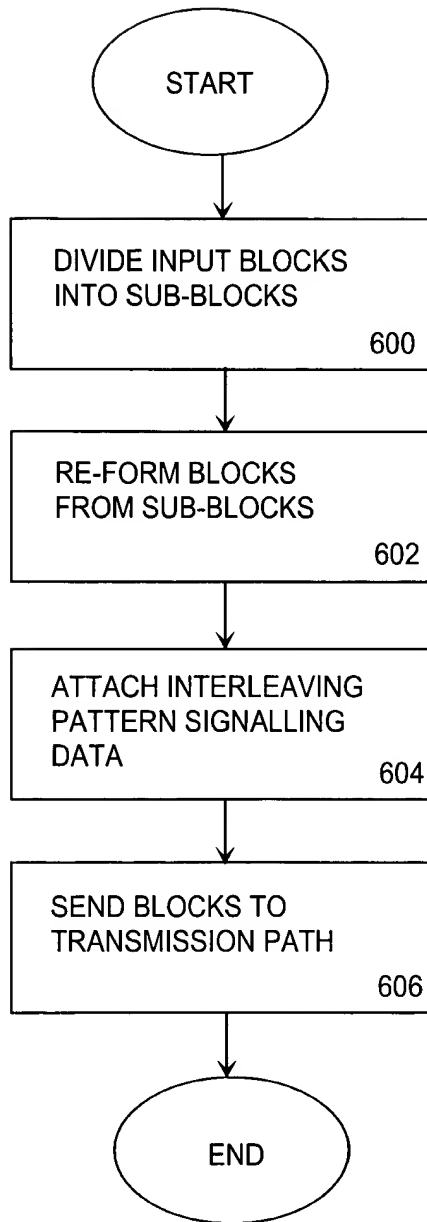 START
DIVIDE INPUT BLOCKS
INTO SUB-BLOCKS
600
RE-FORM BLOCKS
FROM SUB-BLOCKS
602
ATTACH INTERLEAVING
PATTERN SIGNALLING
DATA
604
SEND BLOCKS TO
TRANSMISSION PATH
606
END